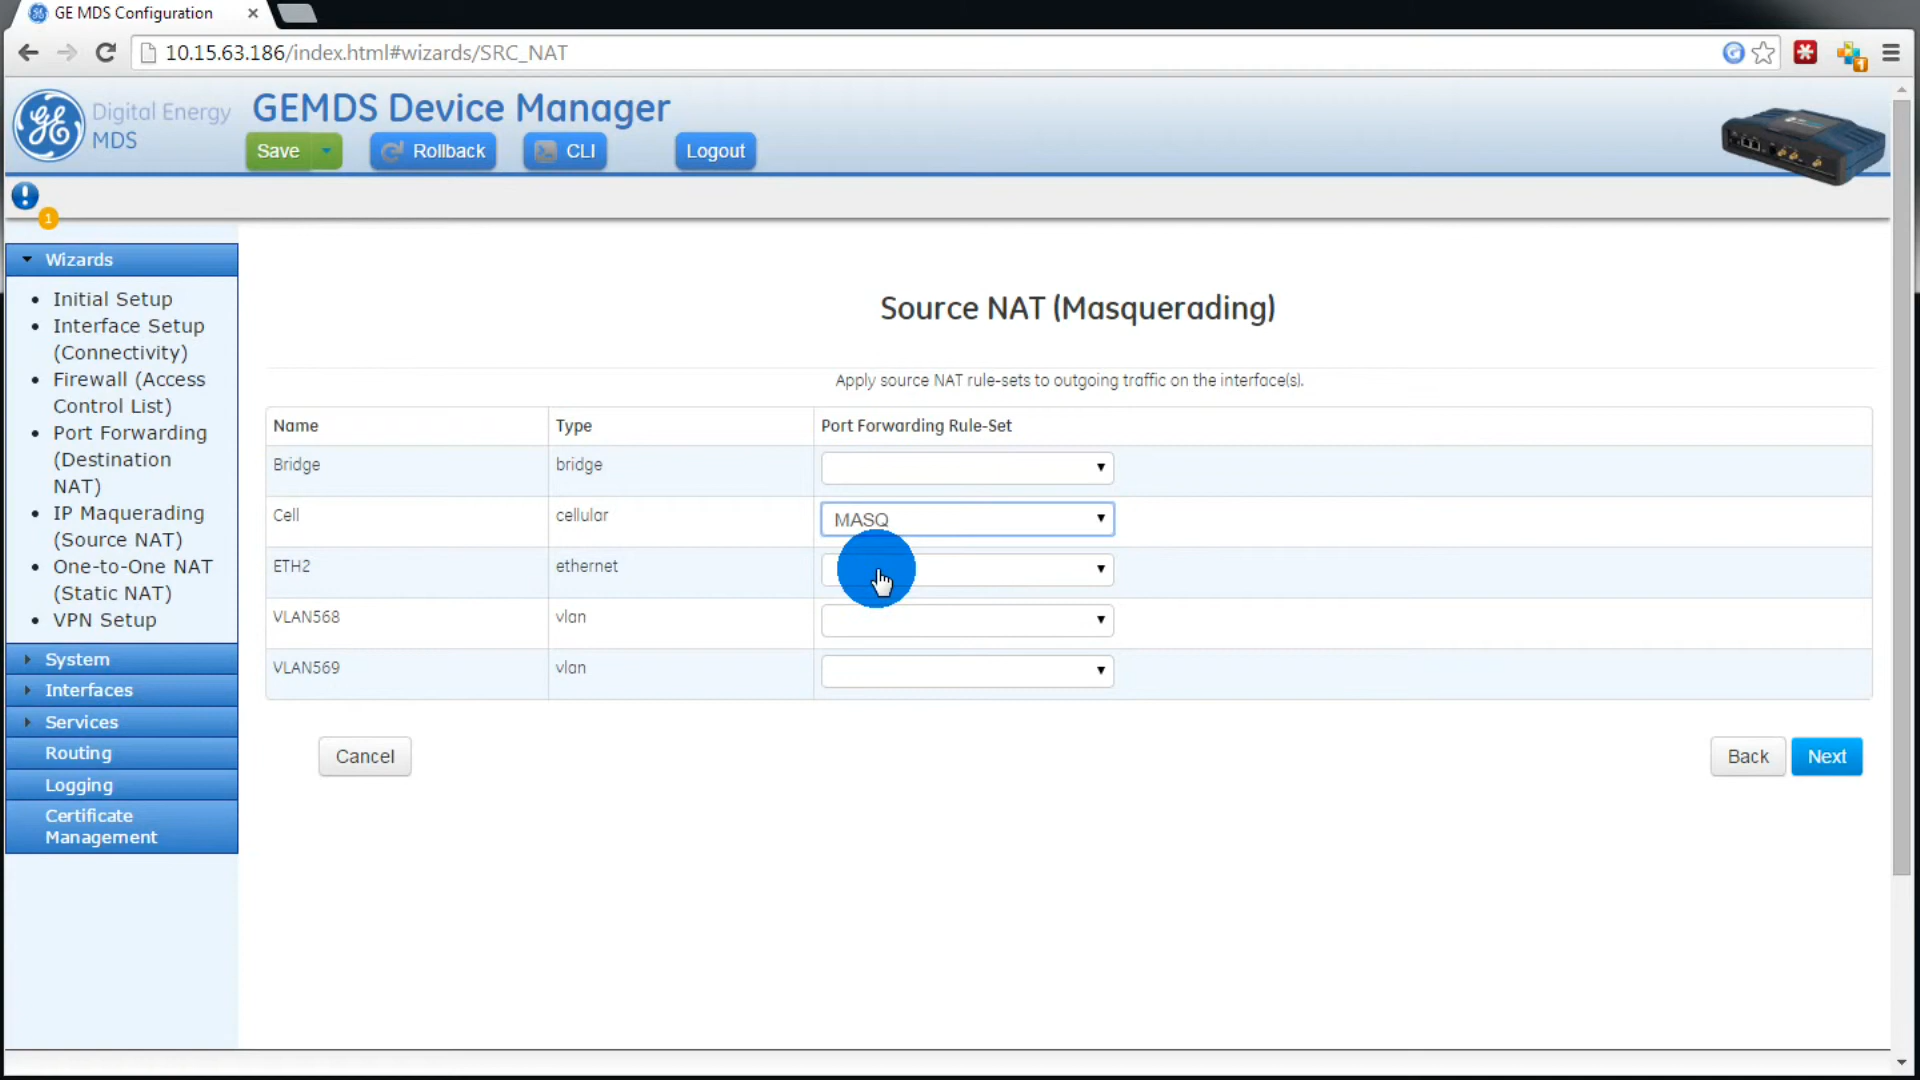 GE MDS Configuration
10.15.63.186/index.html#wizards/SRC_NAT
Digital Energy
MDS
GEMDS Device Manager
Save
Rollback
CLI
Logout
1
1
Wizards
Initial Setup
Interface Setup
(Connectivity)
Firewall (Access
Control List)
Port Forwarding
(Destination
NAT)
IP Maquerading
(Source NAT)
One-to-One NAT
(Static NAT)
VPN Setup
System
Interfaces
Services
Routing
Logging
Certificate
Management
Source NAT (Masquerading)
Apply source NAT rule-sets to outgoing traffic on the interface(s).
Name Type Port Forwarding Rule-Set
Bridge bridge
Cell cellular MASQ
ETH2 ethernet
VLAN568 vlan
VLAN569 vlan
Cancel
Back
Next